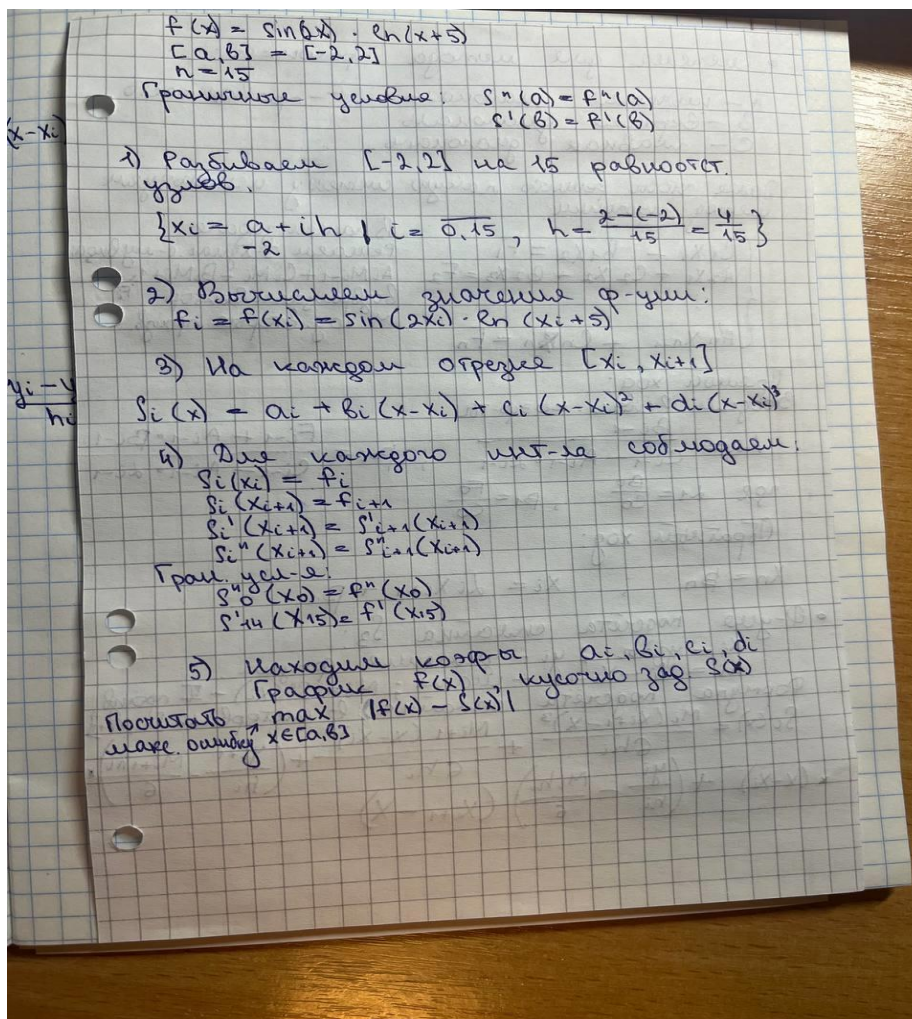 f(x) = sin(2x) · ln(x+5)
[a,b] = [-2,2]
n = 15
Граничные условия: S"(a) = f"(a)
S'(b) = f'(b)
(x-xi)
1) Разбиваем [-2,2] на 15 равноотст.
узлов.
{xi = a + ih | i = 0,15, h = 2-(-2)/15 = 4/15}
-2
2) Вычисляем значения ф-ции:
fi = f(xi) = sin(2xi) · ln(xi+5)
3) На каждом отрезке [xi, xi+1]
yi - y
hi
Si(x) = ai + bi(x-xi) + ci(x-xi)² + di(x-xi)³
4) Для каждого инт-ла соблюдаем:
Si(xi) = fi
Si(xi+1) = fi+1
Si'(xi+1) = S'i+1(xi+1)
Si"(xi+1) = S"i+1(xi+1)
Гран. усл-я:
S"0(x0) = f"(x0)
S'14(x15) = f'(x15)
5) Находим коэф-ы ai, bi, ci, di
График f(x), кусочно зад. S(x)
Посчитать max |f(x) - S(x)|
макс. ошибку x∈[a,b]